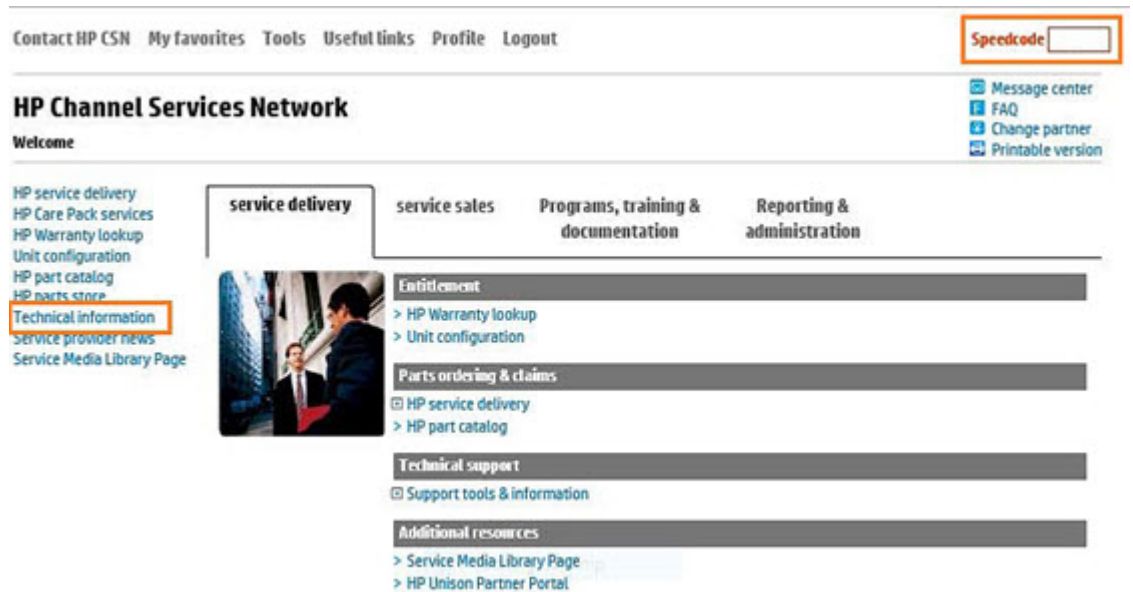 Contact HP CSN My favorites Tools Useful links Profile Logout
Speedcode
HP Channel Services Network
Welcome
Message center
FAQ
Change partner
Printable version
HP service delivery
HP Care Pack services
HP Warranty lookup
Unit configuration
HP part catalog
HP parts store
Technical information
Service provider news
Service Media Library Page
service delivery
service sales
Programs, training &
documentation
Reporting &
administration
Entitlement
> HP Warranty lookup
> Unit configuration
Parts ordering & claims
HP service delivery
> HP part catalog
Technical support
Support tools & information
Additional resources
> Service Media Library Page
> HP Unison Partner Portal